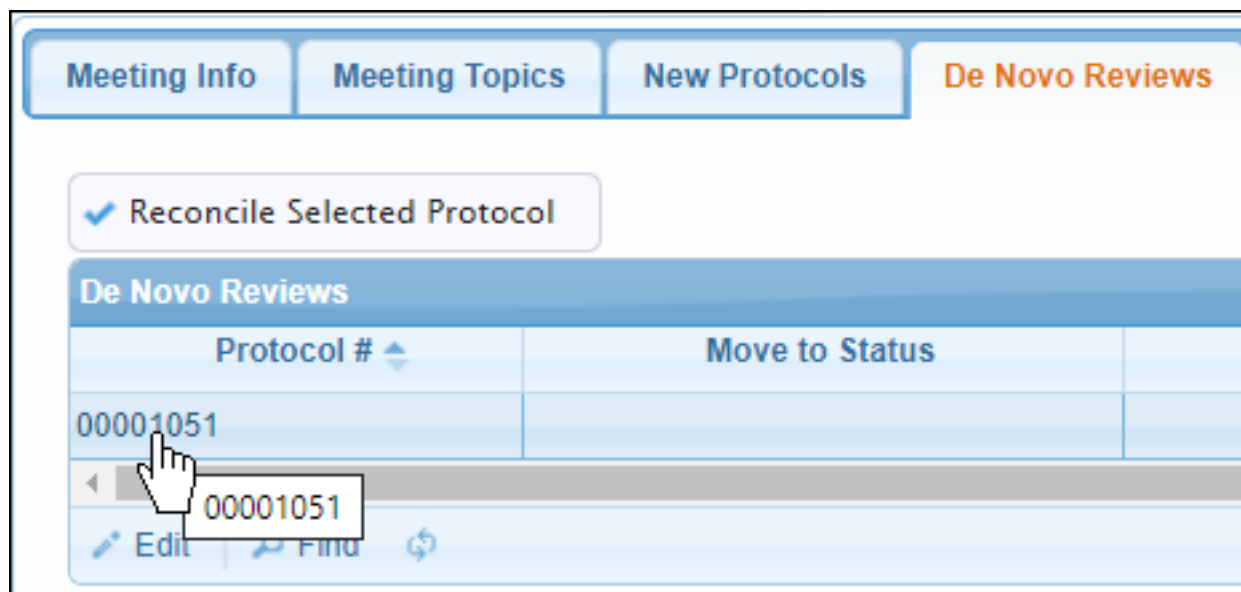 Meeting Info Meeting Topics New Protocols De Novo Reviews
Reconcile Selected Protocol
De Novo Reviews
Protocol # Move to Status
00001051
00001051
Edit Find